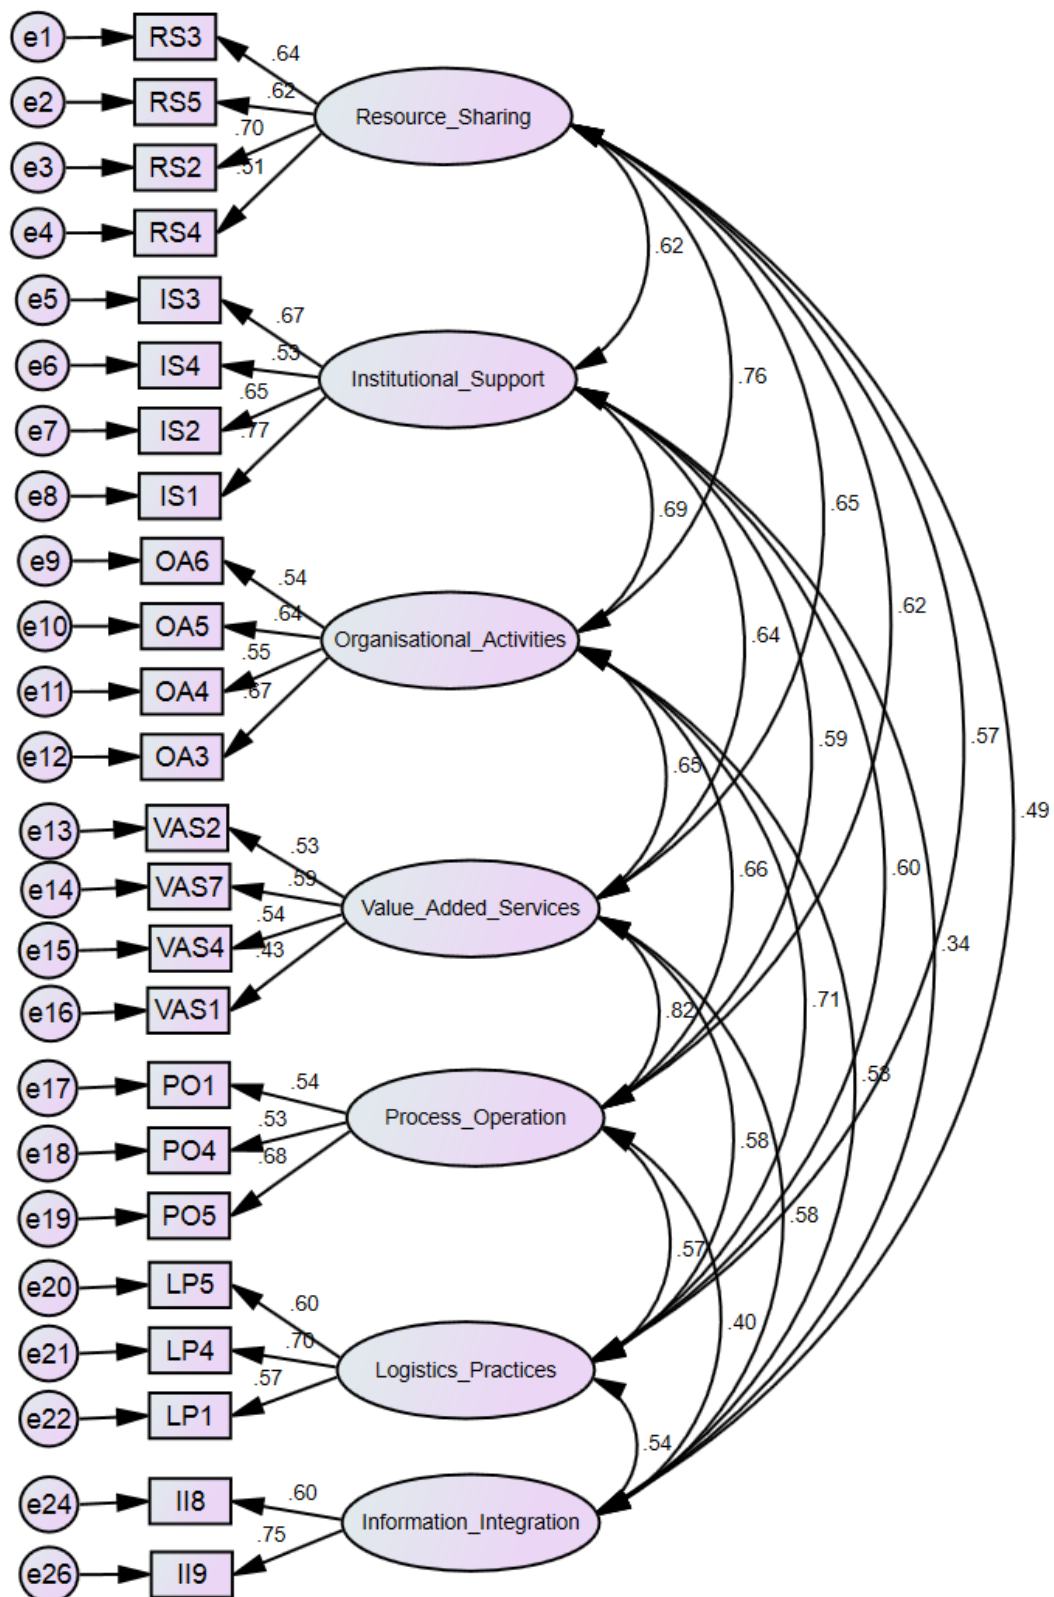 e1 RS3
.64
e2 RS5 .62 Resource_Sharing
.70
e3 RS2 .51
e4 RS4
.62
e5 IS3
.67
e6 IS4 .53 Institutional_Support
.76
.65
e7 IS2 .77
e8 IS1
.69 .65
e9 OA6
.54
.64
e10 OA5 Organisational_Activities
.62
.64
.55
e11 OA4 .67
.59 .57
e12 OA3
.65
.49
e13 VAS2
.53
.59
.66 .60
e14 VAS7
.54
Value_Added_Services
e15 VAS4 .43
.34
.71
e16 VAS1
.82
.53
e17 PO1 .54
.53
Process_Operation
e18 PO4 .68
.58
e19 PO5
.58
.57
e20 LP5
.60
.40
.70
e21 LP4
Logistics_Practices
.57
e22 LP1
.54
e24 II8 .60
Information_Integration
.75
e26 II9